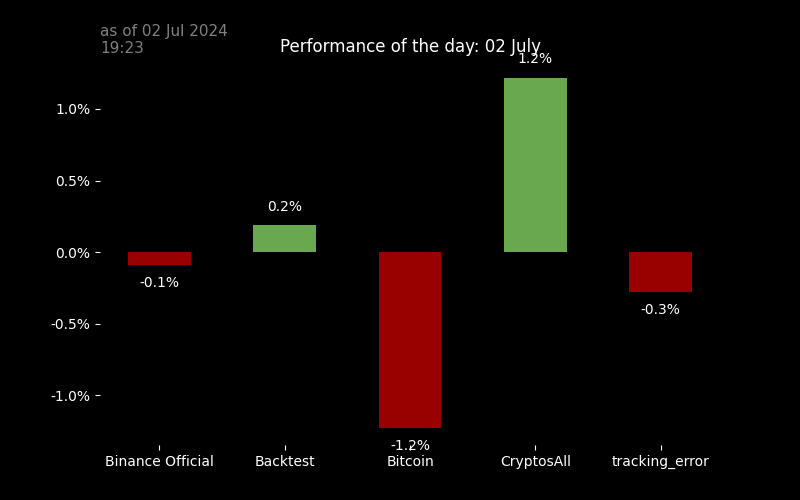 as of 02 Jul 2024
19:23
Performance of the day: 02 July
1.2%
1.0%
0.5%
0.2%
0.0%
-0.1%
-0.3%
-0.5%
-1.0%
-1.2%
Binance Official
Backtest
Bitcoin
CryptosAll
tracking_error